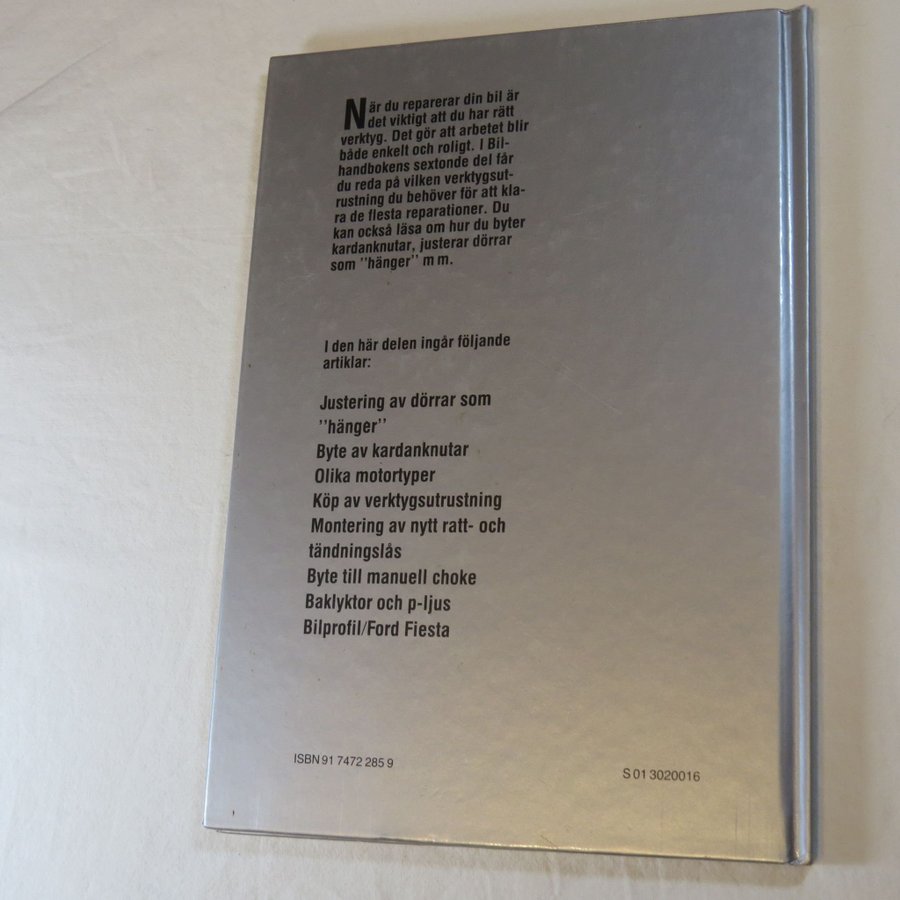 När du reparerar din bil är
det viktigt att du har rätt
verktyg. Det gör att arbetet blir
både enkelt och roligt. I Bil-
handbokens sextonde del får
du reda på vilken verktygsut-
rustning du behöver för att kla-
ra de flesta reparationer. Du
kan också läsa om hur du byter
kardanknutar, justerar dörrar
som ''hänger'' m m.
I den här delen ingår följande
artiklar:
Justering av dörrar som
''hänger''
Byte av kardanknutar
Olika motortyper
Köp av verktygsutrustning
Montering av nytt ratt- och
tändningslås
Byte till manuell choke
Baklyktor och p-ljus
Bilprofil/Ford Fiesta
ISBN 91 7472 285 9
S 01 3020016